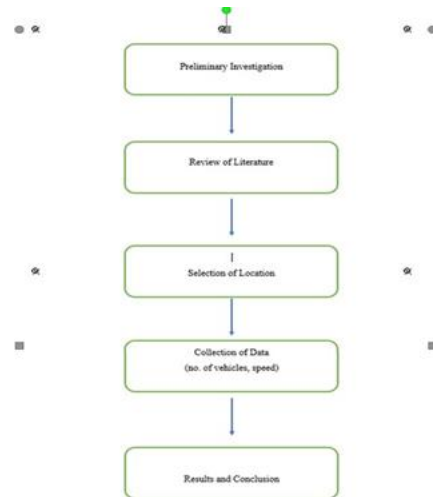 Preliminary Investigation
Review of Literature
Selection of Location
Collection of Data
(no. of vehicles, speed)
Results and Conclusion